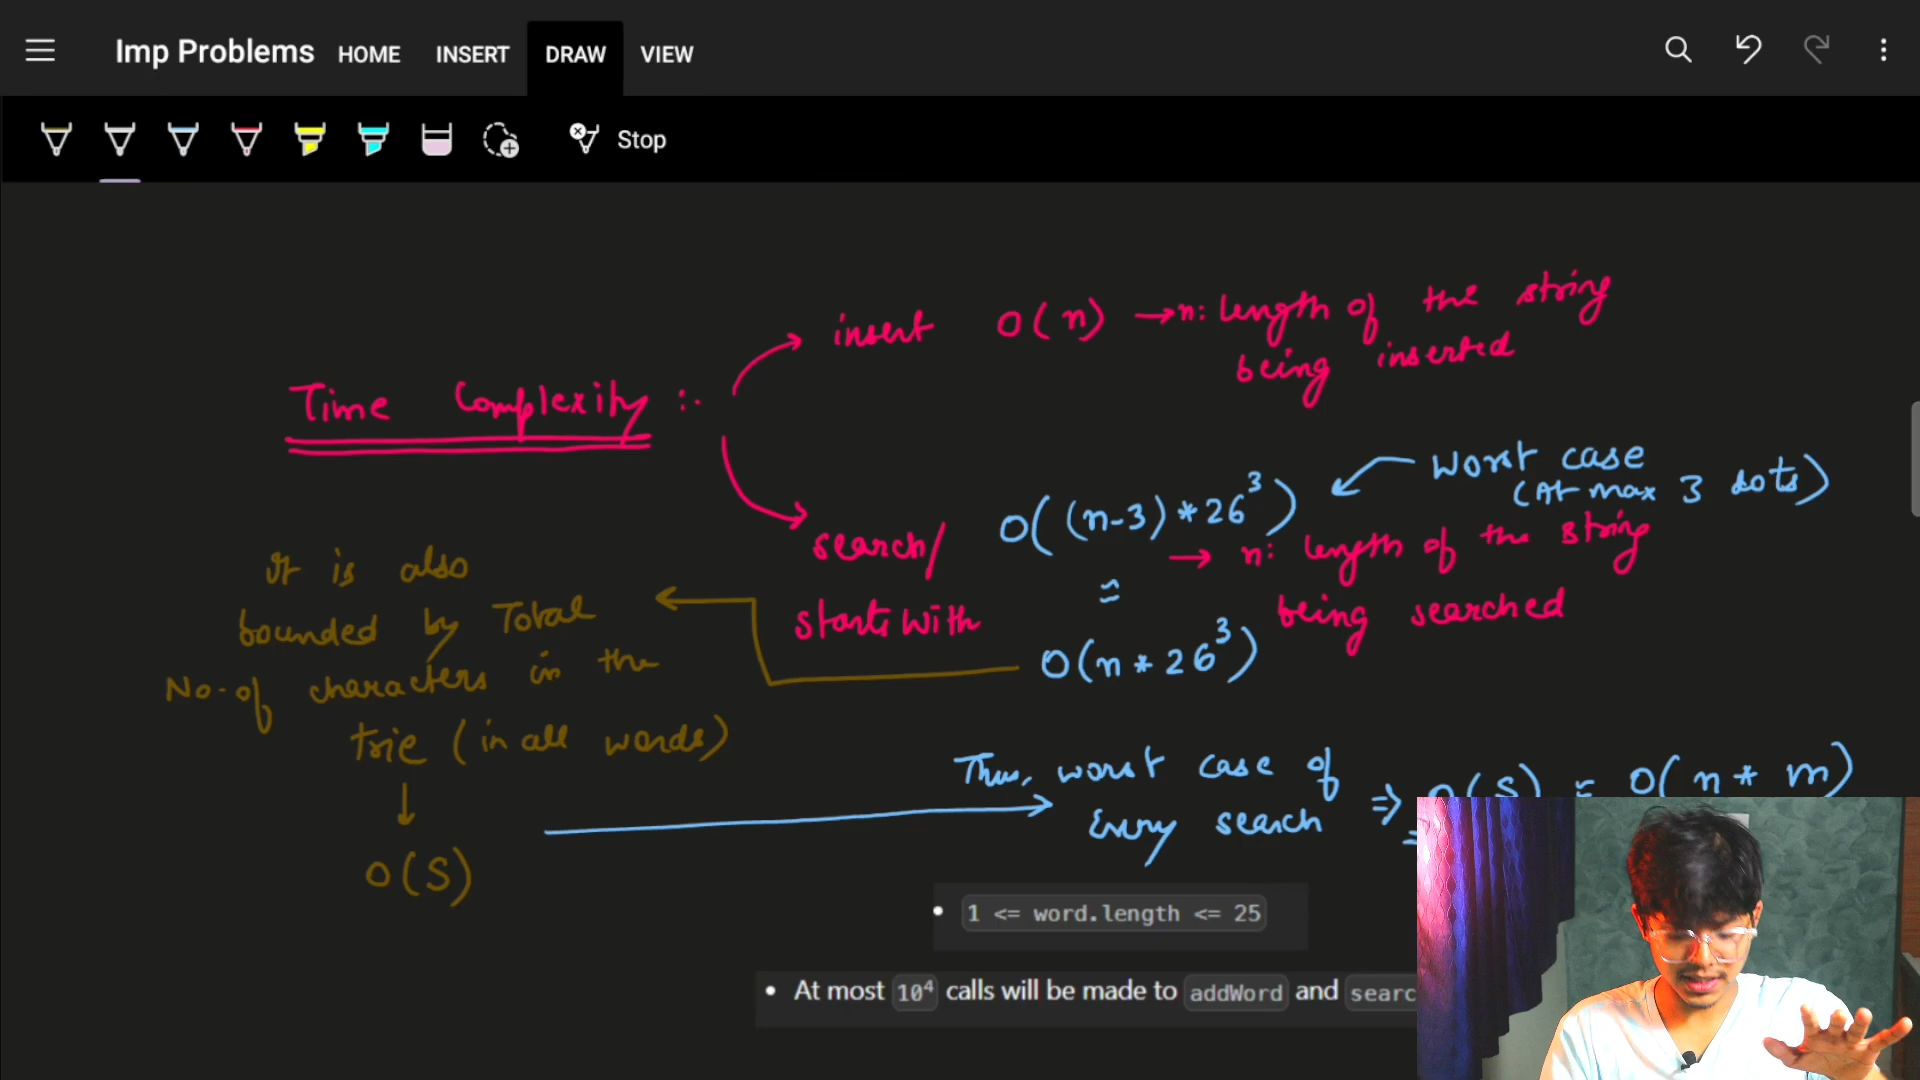 Imp Problems HOME INSERT DRAW VIEW
Stop
insert O(n) → n: length of the string
being inserted
Time Complexity :-
worst case
(At max 3 dots)
search/ O((n-3) * 26³)
→ n: length of the string
being searched
startsWith
≈
O(n * 26³)
It is also
bounded by Total
No. of characters in the
trie (in all words)
↓
O(S)
Thus, worst case of
Every search ⇒ O(S) = O(n * m)
• 1 <= word.length <= 25
• At most 10⁴ calls will be made to addWord and searc